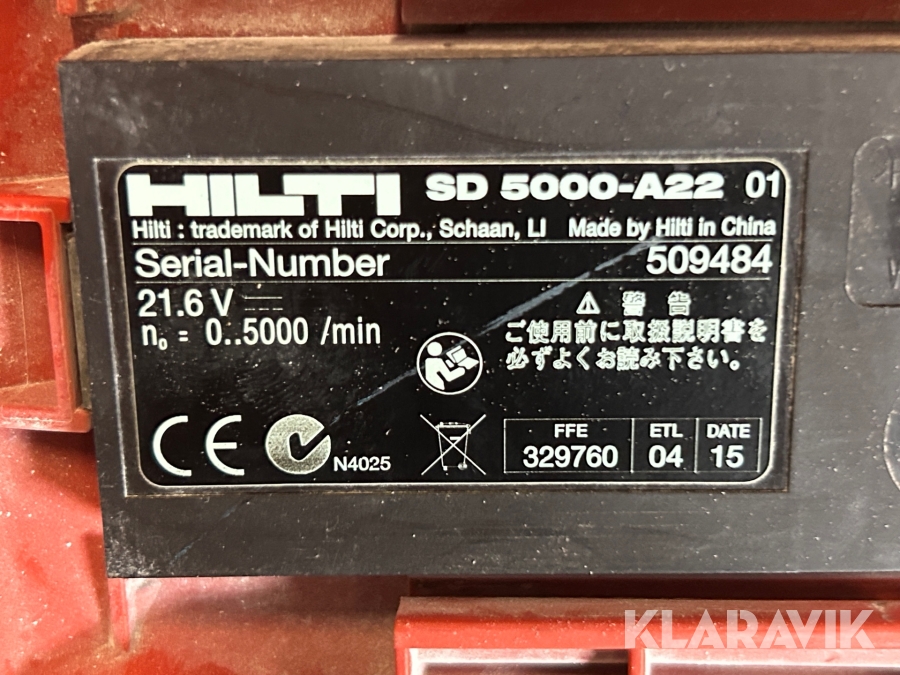 HILTI SD 5000-A22 01
Hilti : trademark of Hilti Corp., Schaan, LI Made by Hilti in China
Serial-Number 509484
21.6 V
n₀ = 0..5000 /min
⚠ 警告
ご使用前に取扱説明書を
必ずよくお読み下さい。
CE N4025
FFE ETL DATE
329760 04 15
KLARAVIK